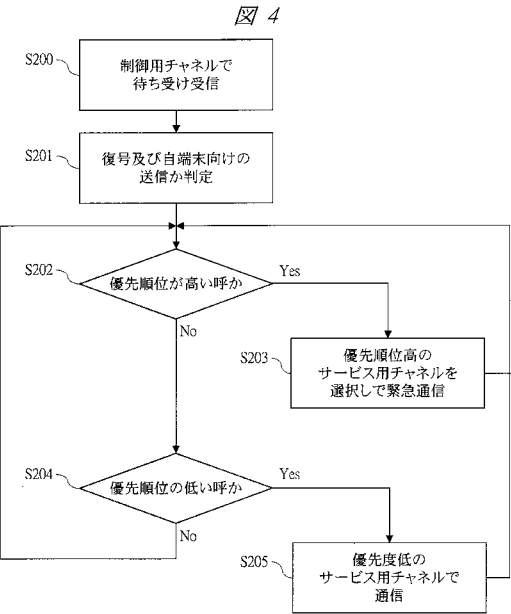 図 4
S200
制御用チャネルで
待ち受け受信
S201
復号及び自端末向けの
送信か判定
S202
優先順位が高い呼か
Yes
No
S203
優先順位高の
サービス用チャネルを
選択して緊急通信
S204
優先順位の低い呼か
Yes
No
S205
優先度低の
サービス用チャネルで
通信